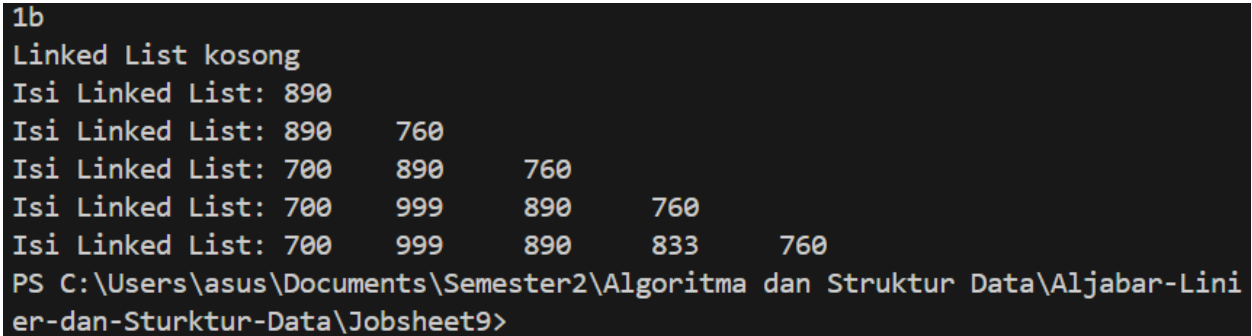 1b
Linked List kosong
Isi Linked List: 890
Isi Linked List: 890 760
Isi Linked List: 700 890 760
Isi Linked List: 700 999 890 760
Isi Linked List: 700 999 890 833 760
PS C:\Users\asus\Documents\Semester2\Algoritma dan Struktur Data\Aljabar-Lini
er-dan-Sturktur-Data\Jobsheet9>